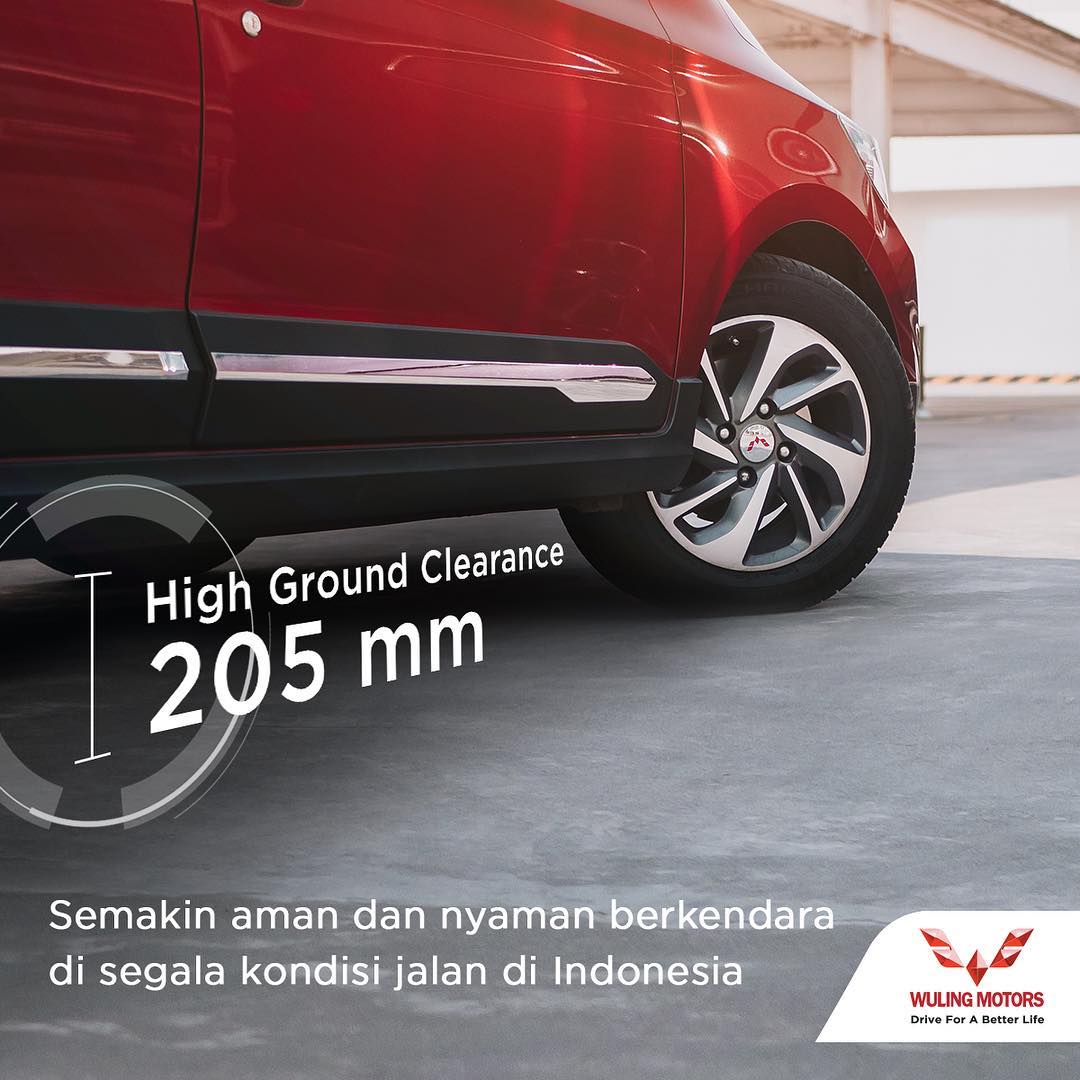 High Ground Clearance
205 mm
Semakin aman dan nyaman berkendara
di segala kondisi jalan di Indonesia
WULING MOTORS
Drive For A Better Life